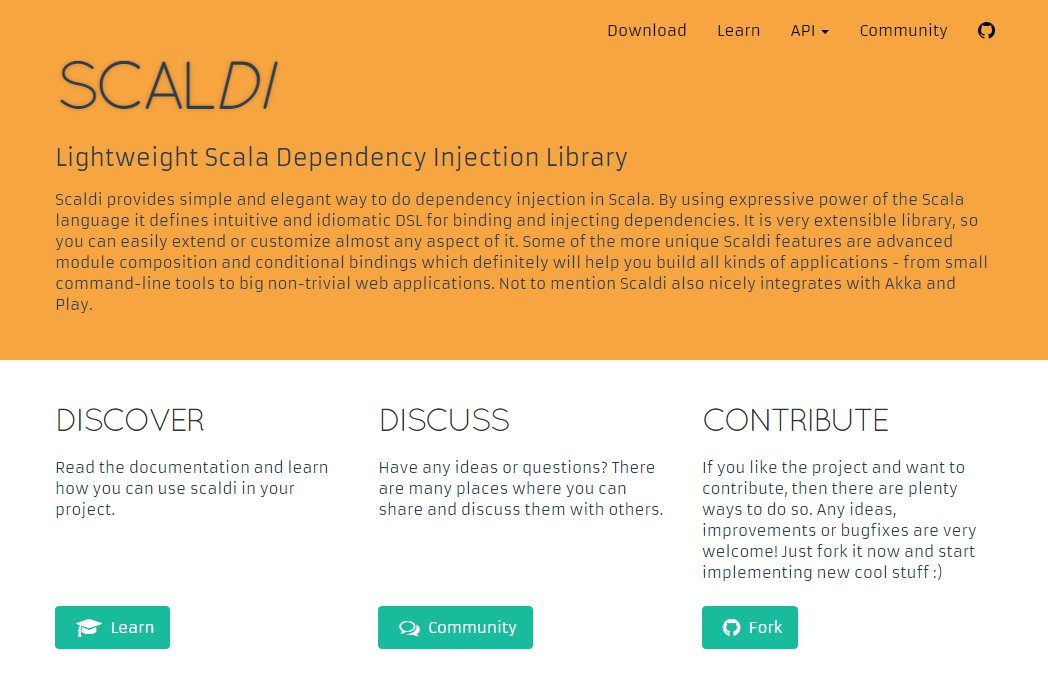 Download Learn API Community
SCALDI
Lightweight Scala Dependency Injection Library
Scaldi provides simple and elegant way to do dependency injection in Scala. By using expressive power of the Scala
language it defines intuitive and idiomatic DSL for binding and injecting dependencies. It is very extensible library, so
you can easily extend or customize almost any aspect of it. Some of the more unique Scaldi features are advanced
module composition and conditional bindings which definitely will help you build all kinds of applications - from small
command-line tools to big non-trivial web applications. Not to mention Scaldi also nicely integrates with Akka and
Play.
DISCOVER
Read the documentation and learn
how you can use scaldi in your
project.
Learn
DISCUSS
Have any ideas or questions? There
are many places where you can
share and discuss them with others.
Community
CONTRIBUTE
If you like the project and want to
contribute, then there are plenty
ways to do so. Any ideas,
improvements or bugfixes are very
welcome! Just fork it now and start
implementing new cool stuff :)
Fork